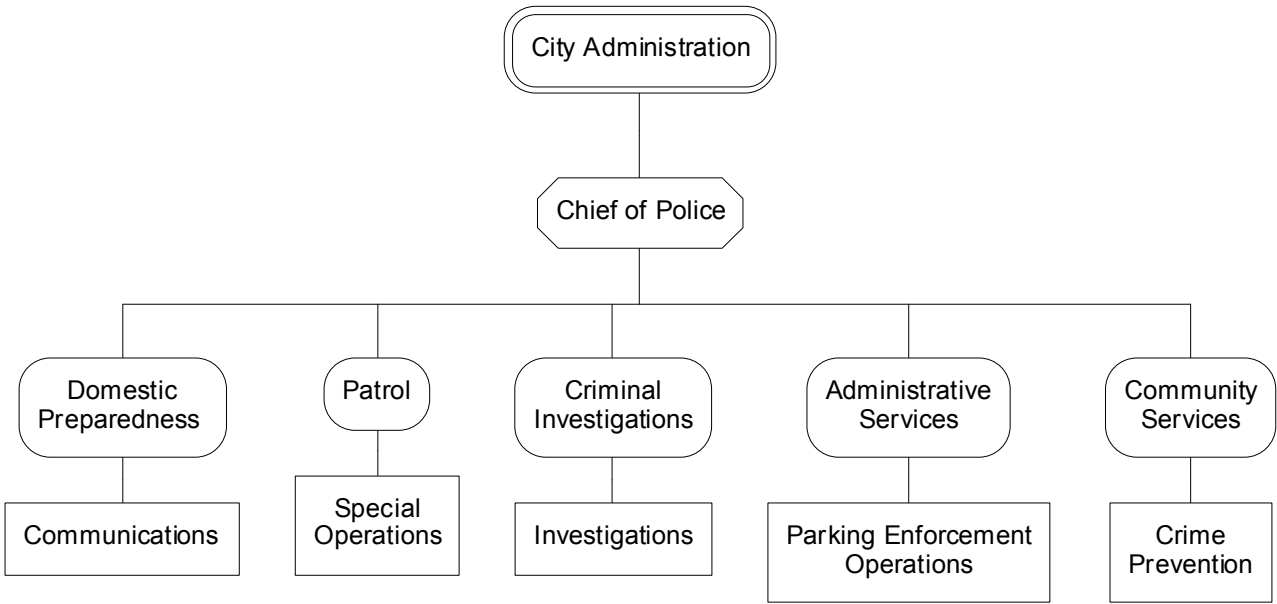 City Administration
Chief of Police
Domestic
Preparedness
Patrol
Criminal
Investigations
Administrative
Services
Community
Services
Communications
Special
Operations
Investigations
Parking Enforcement
Operations
Crime
Prevention